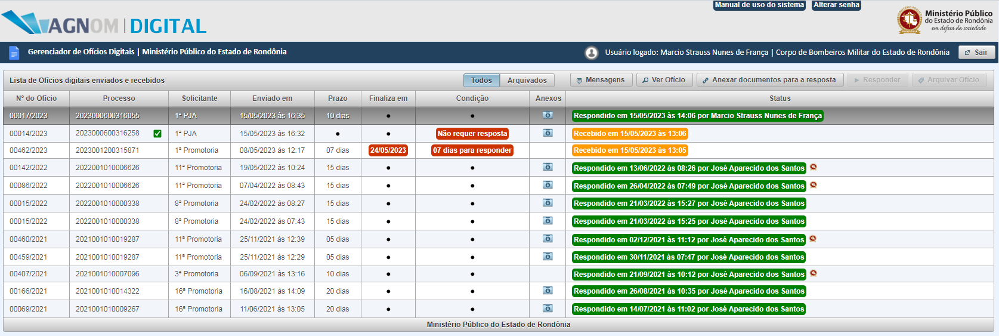 Manual de uso do sistema Alterar senha
AGNOM | DIGITAL
Ministério Público
do Estado de Rondônia
em defesa da sociedade
Gerenciador de Ofícios Digitais | Ministério Público do Estado de Rondônia
Usuário logado: Marcio Strauss Nunes de França | Corpo de Bombeiros Militar do Estado de Rondônia Sair
Lista de Ofícios digitais enviados e recebidos Todos Arquivados Mensagens Ver Ofício Anexar documentos para a resposta Responder Arquivar Ofício
N° do Ofício Processo Solicitante Enviado em Prazo Finaliza em Condição Anexos Status
00017/2023 2023000600316055 1ª PJA 15/05/2023 às 16:35 10 dias • • Respondido em 15/05/2023 às 14:06 por Marcio Strauss Nunes de França
00014/2023 2023000600316258 1ª PJA 15/05/2023 às 16:32 • • Não requer resposta Recebido em 15/05/2023 às 13:06
00462/2023 2023001200315871 1ª Promotoria 08/05/2023 às 12:17 07 dias 24/05/2023 07 dias para responder Recebido em 15/05/2023 às 13:05
00142/2022 2022001010006626 11ª Promotoria 19/05/2022 às 10:24 15 dias • • Respondido em 13/06/2022 às 08:26 por José Aparecido dos Santos
00086/2022 2022001010006626 11ª Promotoria 07/04/2022 às 08:43 15 dias • • Respondido em 26/04/2022 às 07:49 por José Aparecido dos Santos
00015/2022 2022001010000338 8ª Promotoria 24/02/2022 às 08:27 15 dias • • Respondido em 21/03/2022 às 15:27 por José Aparecido dos Santos
00015/2022 2022001010000338 8ª Promotoria 24/02/2022 às 07:43 15 dias • • Respondido em 21/03/2022 às 15:25 por José Aparecido dos Santos
00460/2021 2021001010019287 11ª Promotoria 25/11/2021 às 12:39 05 dias • • Respondido em 02/12/2021 às 11:12 por José Aparecido dos Santos
00459/2021 2021001010019287 11ª Promotoria 25/11/2021 às 12:29 05 dias • • Respondido em 30/11/2021 às 07:47 por José Aparecido dos Santos
00407/2021 2021001010007096 3ª Promotoria 06/09/2021 às 13:16 10 dias • • Respondido em 21/09/2021 às 10:12 por José Aparecido dos Santos
00166/2021 2021001010014322 16ª Promotoria 16/08/2021 às 14:09 20 dias • • Respondido em 26/08/2021 às 10:35 por José Aparecido dos Santos
00069/2021 2021001010009267 16ª Promotoria 11/06/2021 às 13:05 20 dias • • Respondido em 14/07/2021 às 11:02 por José Aparecido dos Santos
Ministério Público do Estado de Rondônia